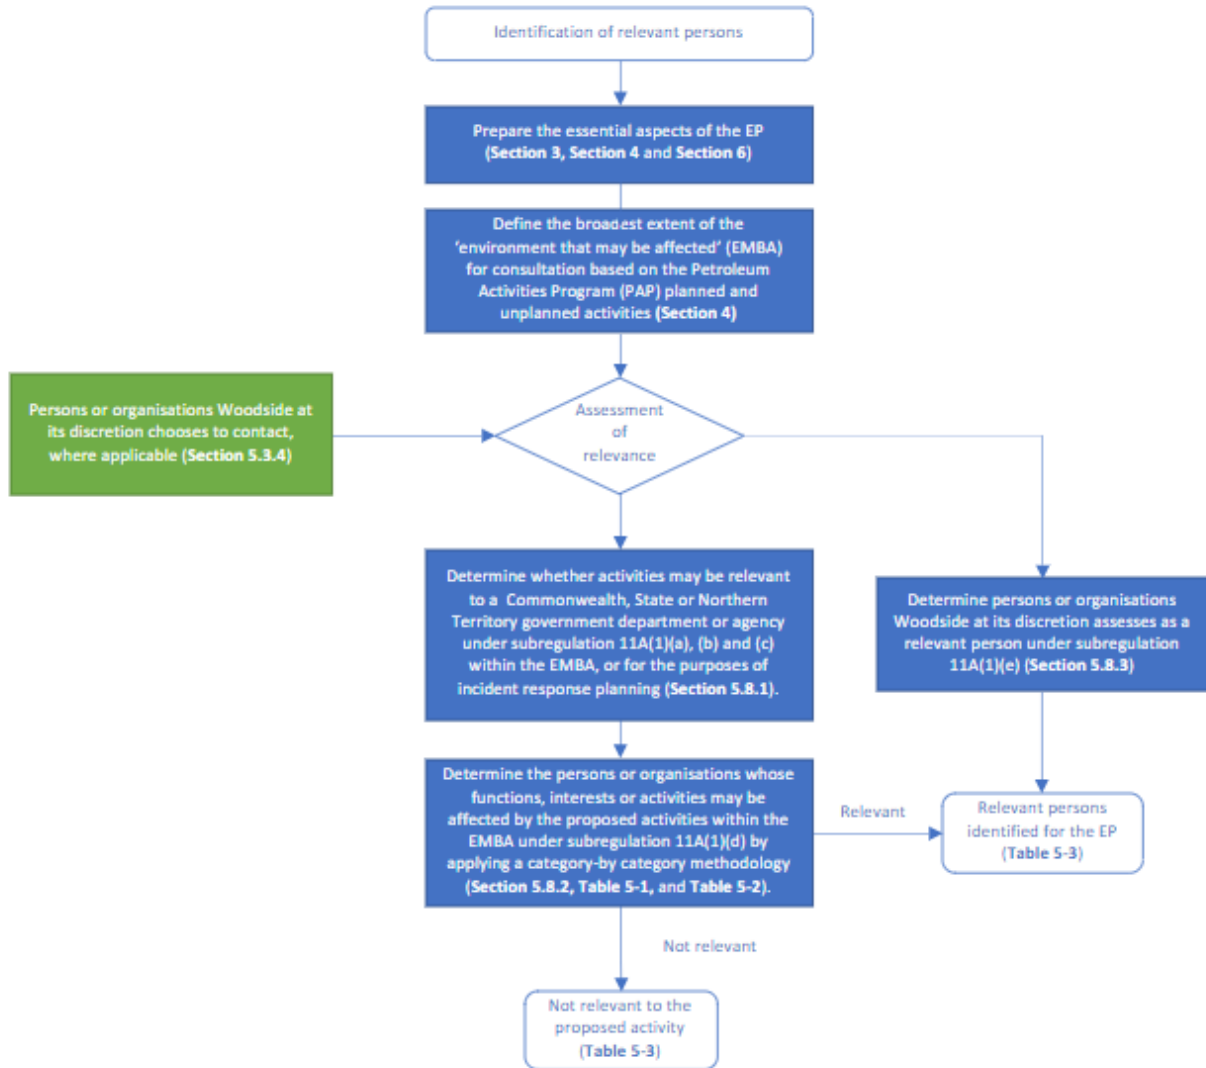 Identification of relevant persons
Prepare the essential aspects of the EP
(Section 3, Section 4 and Section 6)
Define the broadest extent of the
'environment that may be affected' (EMBA)
for consultation based on the Petroleum
Activities Program (PAP) planned and
unplanned activities (Section 4)
Persons or organisations Woodside at
its discretion chooses to contact,
where applicable (Section 5.3.4)
Assessment
of
relevance
Determine whether activities may be relevant
to a Commonwealth, State or Northern
Territory government department or agency
under subregulation 11A(1)(a), (b) and (c)
within the EMBA, or for the purposes of
incident response planning (Section 5.8.1).
Determine persons or organisations
Woodside at its discretion assesses as a
relevant person under subregulation
11A(1)(e) (Section 5.8.3)
Determine the persons or organisations whose
functions, interests or activities may be
affected by the proposed activities within the
EMBA under subregulation 11A(1)(d) by
applying a category-by category methodology
(Section 5.8.2, Table 5-1, and Table 5-2).
Relevant
Relevant persons
identified for the EP
(Table 5-3)
Not relevant
Not relevant to the
proposed activity
(Table 5-3)